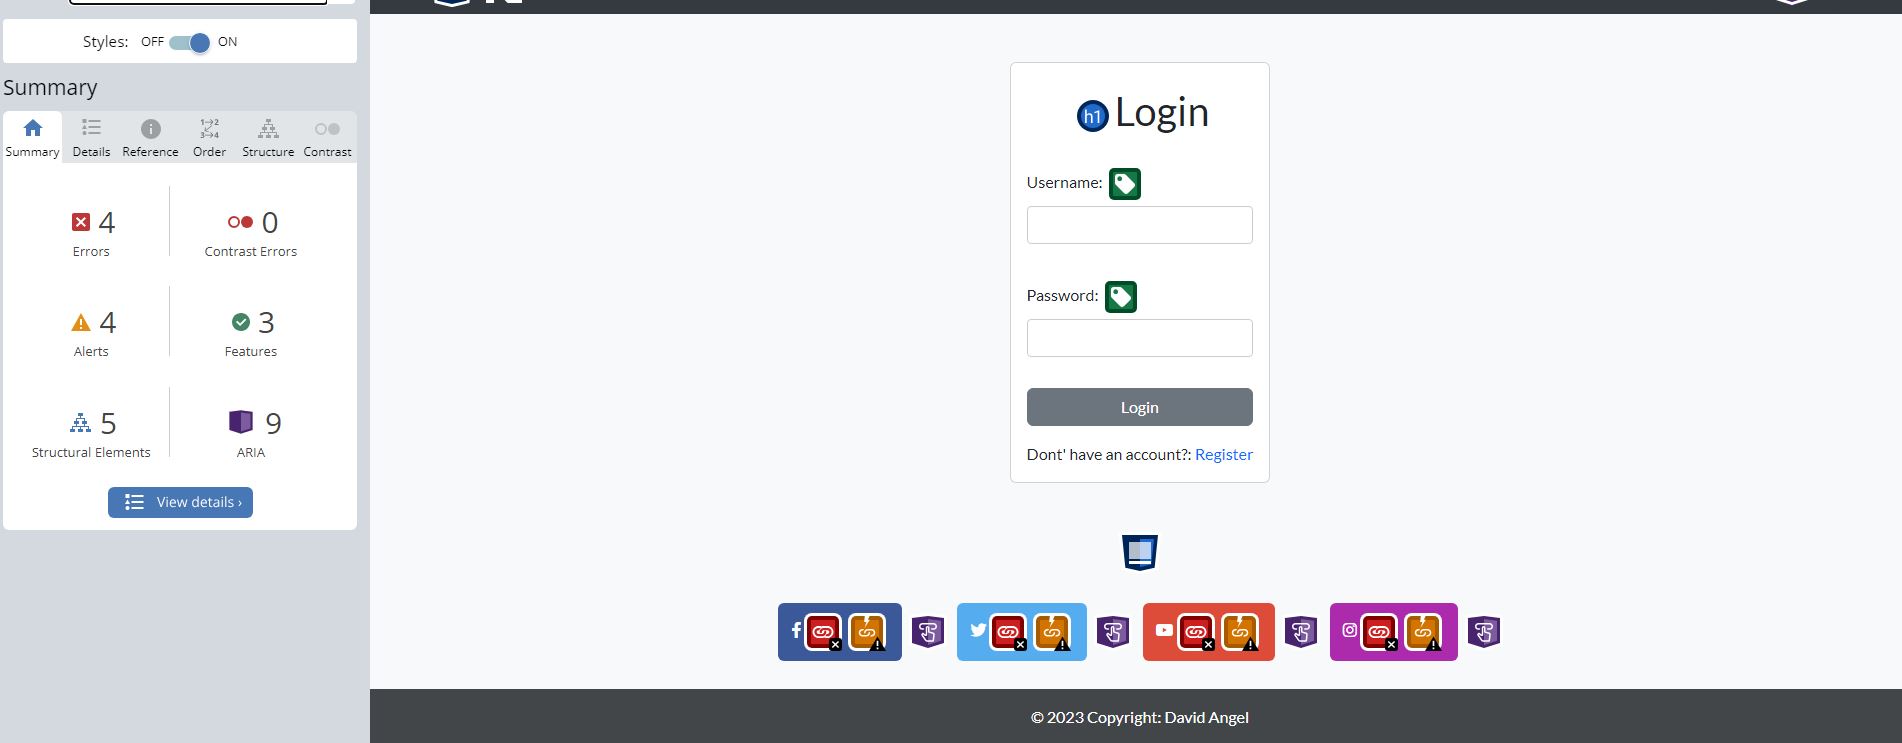 Styles: OFF ON
Summary
Summary Details Reference Order Structure Contrast
4
Errors
0
Contrast Errors
4
Alerts
3
Features
5
Structural Elements
9
ARIA
View details ›
h1 Login
Username:
Password:
Login
Dont' have an account?: Register
© 2023 Copyright: David Angel